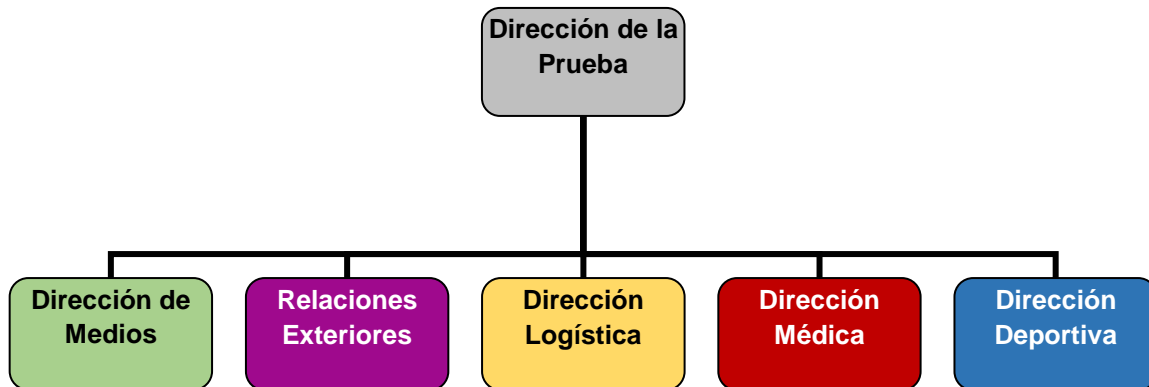 Dirección de la
Prueba
Dirección de
Medios
Relaciones
Exteriores
Dirección
Logística
Dirección
Médica
Dirección
Deportiva